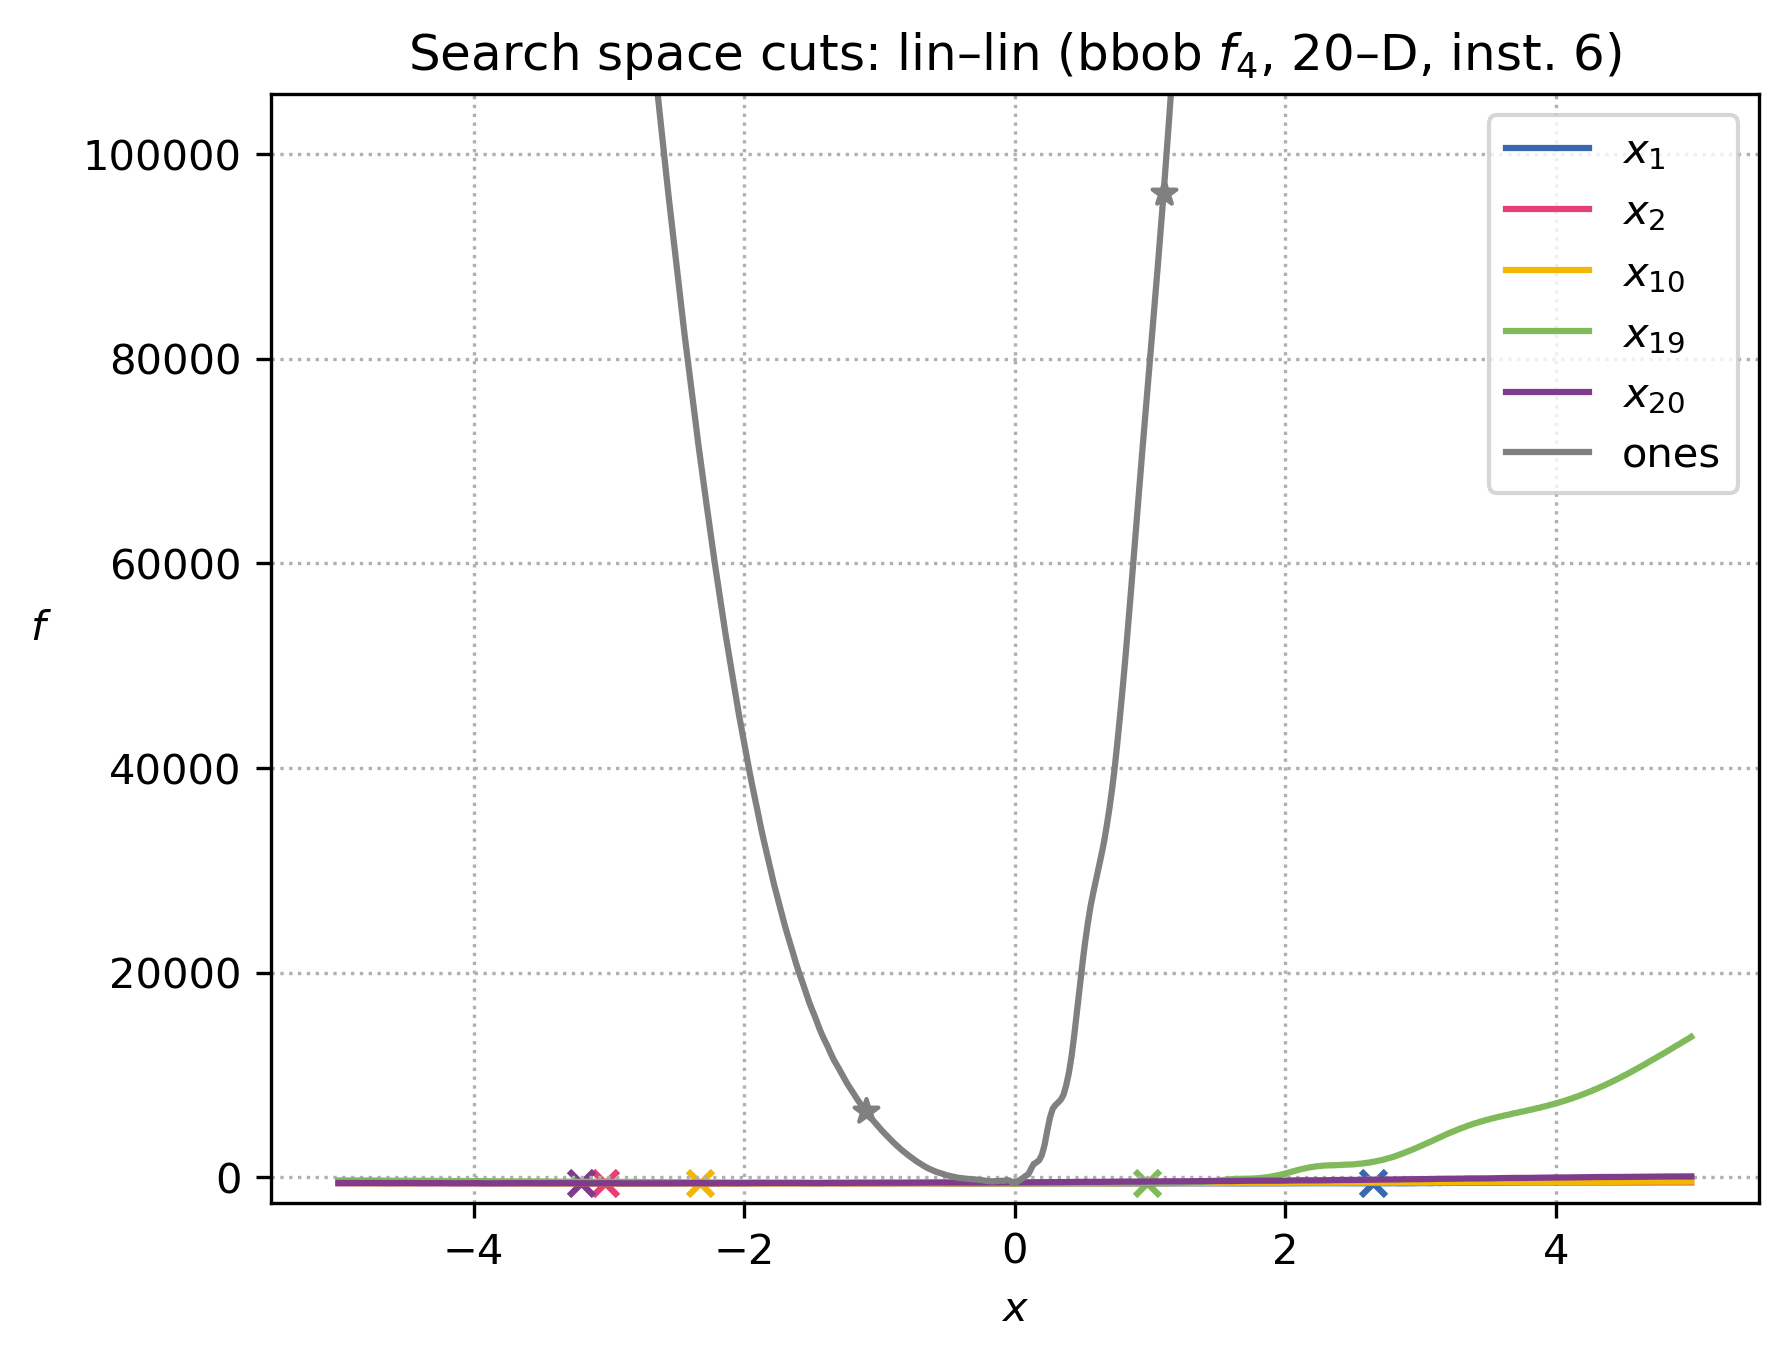 Search space cuts: lin–lin (bbob f₄, 20–D, inst. 6)
100000
80000
60000
40000
20000
0
f
−4
−2
0
2
4
x
x₁
x₂
x₁₀
x₁₉
x₂₀
ones